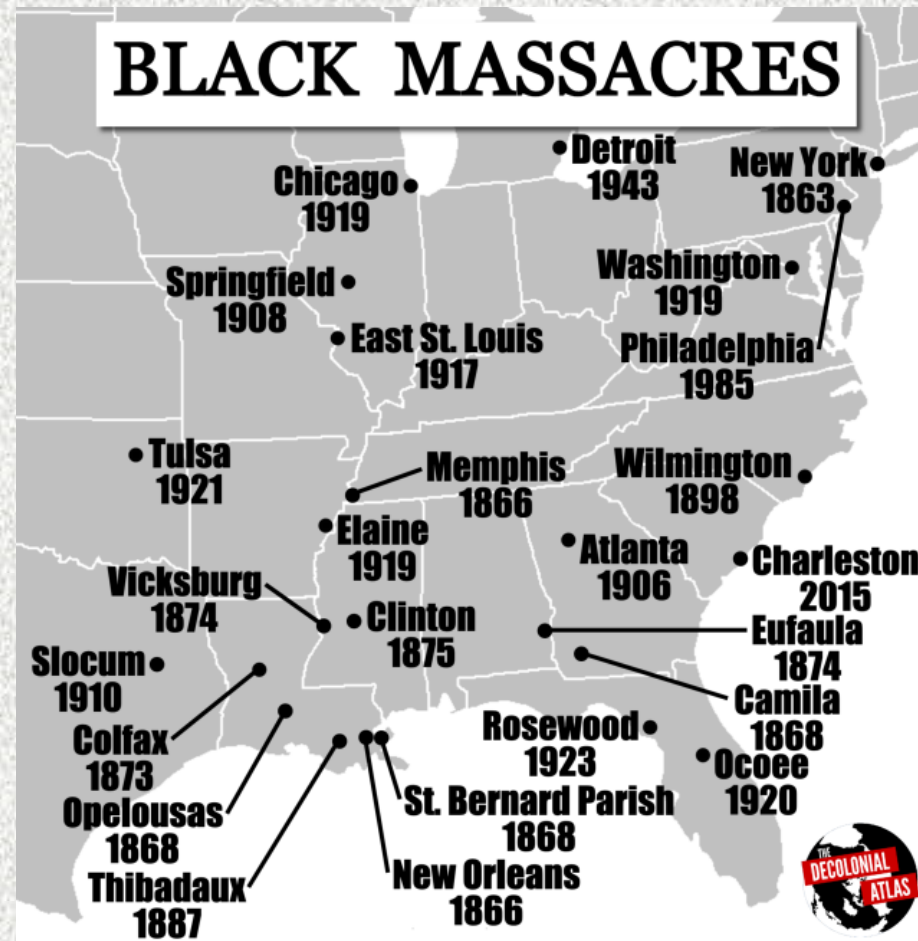 BLACK MASSACRES
Detroit
1943
New York
1863
Chicago
1919
Washington
1919
Springfield
1908
East St. Louis
1917
Philadelphia
1985
Tulsa
1921
Memphis
1866
Wilmington
1898
Elaine
1919
Atlanta
1906
Charleston
2015
Vicksburg
1874
Clinton
1875
Eufaula
1874
Slocum
1910
Camila
1868
Colfax
1873
Rosewood
1923
Ocoee
1920
Opelousas
1868
St. Bernard Parish
1868
Thibadaux
1887
New Orleans
1866
THE
DECOLONIAL
ATLAS